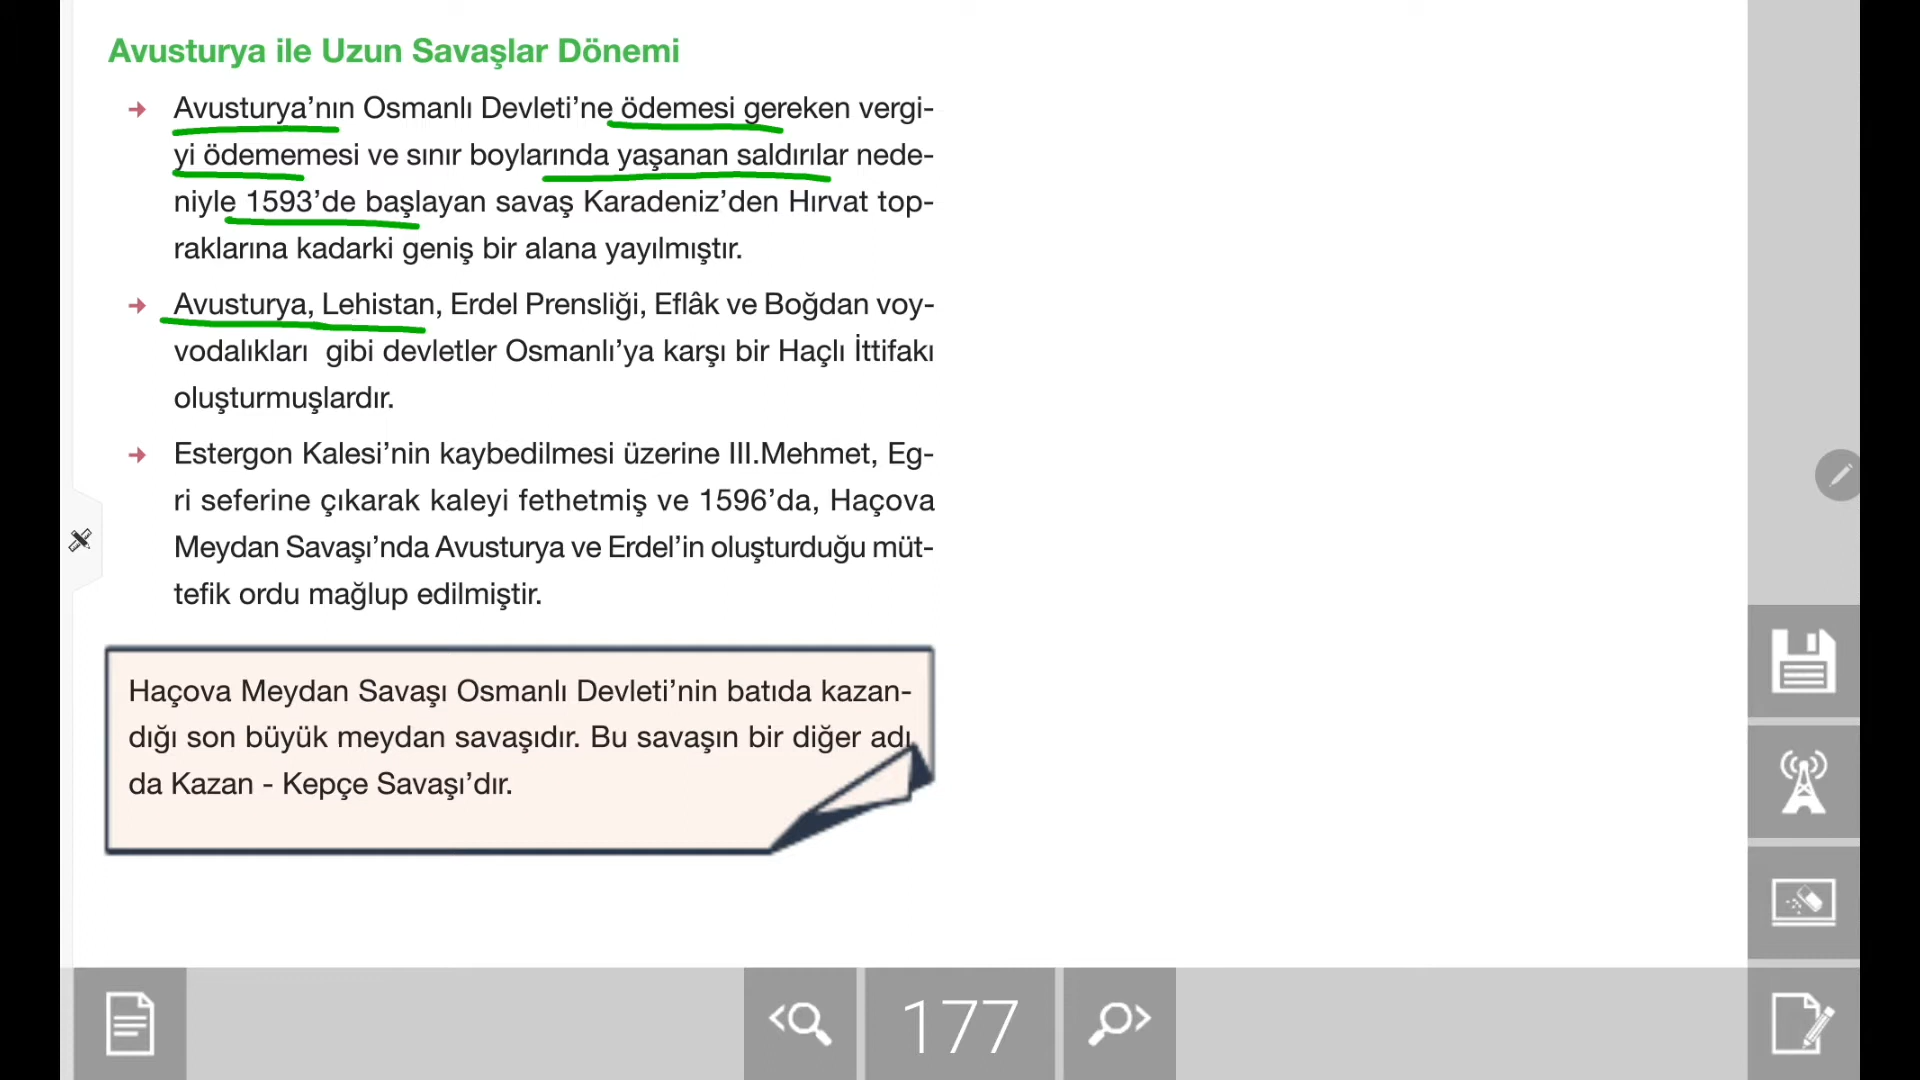 Avusturya ile Uzun Savaşlar Dönemi
Avusturya’nın Osmanlı Devleti’ne ödemesi gereken vergi-
yi ödememesi ve sınır boylarında yaşanan saldırılar nede-
niyle 1593’de başlayan savaş Karadeniz’den Hırvat top-
raklarına kadarki geniş bir alana yayılmıştır.
Avusturya, Lehistan, Erdel Prensliği, Eflâk ve Boğdan voy-
vodalıkları gibi devletler Osmanlı’ya karşı bir Haçlı İttifakı
oluşturmuşlardır.
Estergon Kalesi’nin kaybedilmesi üzerine III.Mehmet, Eg-
ri seferine çıkarak kaleyi fethetmiş ve 1596’da, Haçova
Meydan Savaşı’nda Avusturya ve Erdel’in oluşturduğu müt-
tefik ordu mağlup edilmiştir.
Haçova Meydan Savaşı Osmanlı Devleti’nin batıda kazan-
dığı son büyük meydan savaşıdır. Bu savaşın bir diğer adı
da Kazan - Kepçe Savaşı’dır.
177